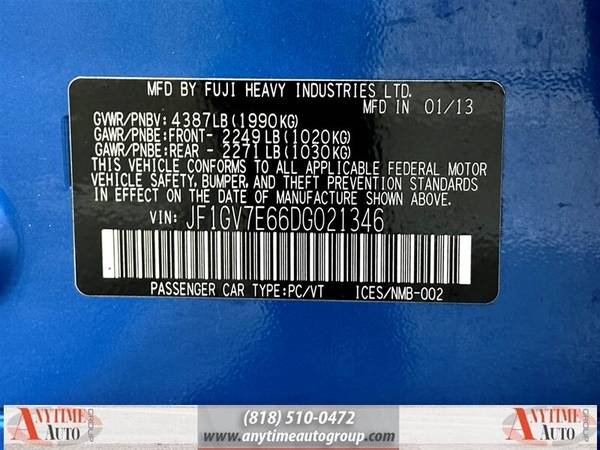 MFD BY FUJI HEAVY INDUSTRIES LTD.
MFD IN 01/13
GVWR/PNBV: 4387LB(1990KG)
GAWR/PNBE:FRONT- 2249LB(1020KG)
GAWR/PNBE:REAR - 2271LB(1030KG)
THIS VEHICLE CONFORMS TO ALL APPLICABLE FEDERAL MOTOR
VEHICLE SAFETY, BUMPER, AND THEFT PREVENTION STANDARDS
IN EFFECT ON THE DATE OF MANUFACTURE SHOWN ABOVE.
VIN: JF1GV7E66DG021346
PASSENGER CAR TYPE:PC/VT ICES/NMB-002
ANYTIME AUTO GROUP
(818) 510-0472
www.anytimeautogroup.com
ANYTIME AUTO GROUP